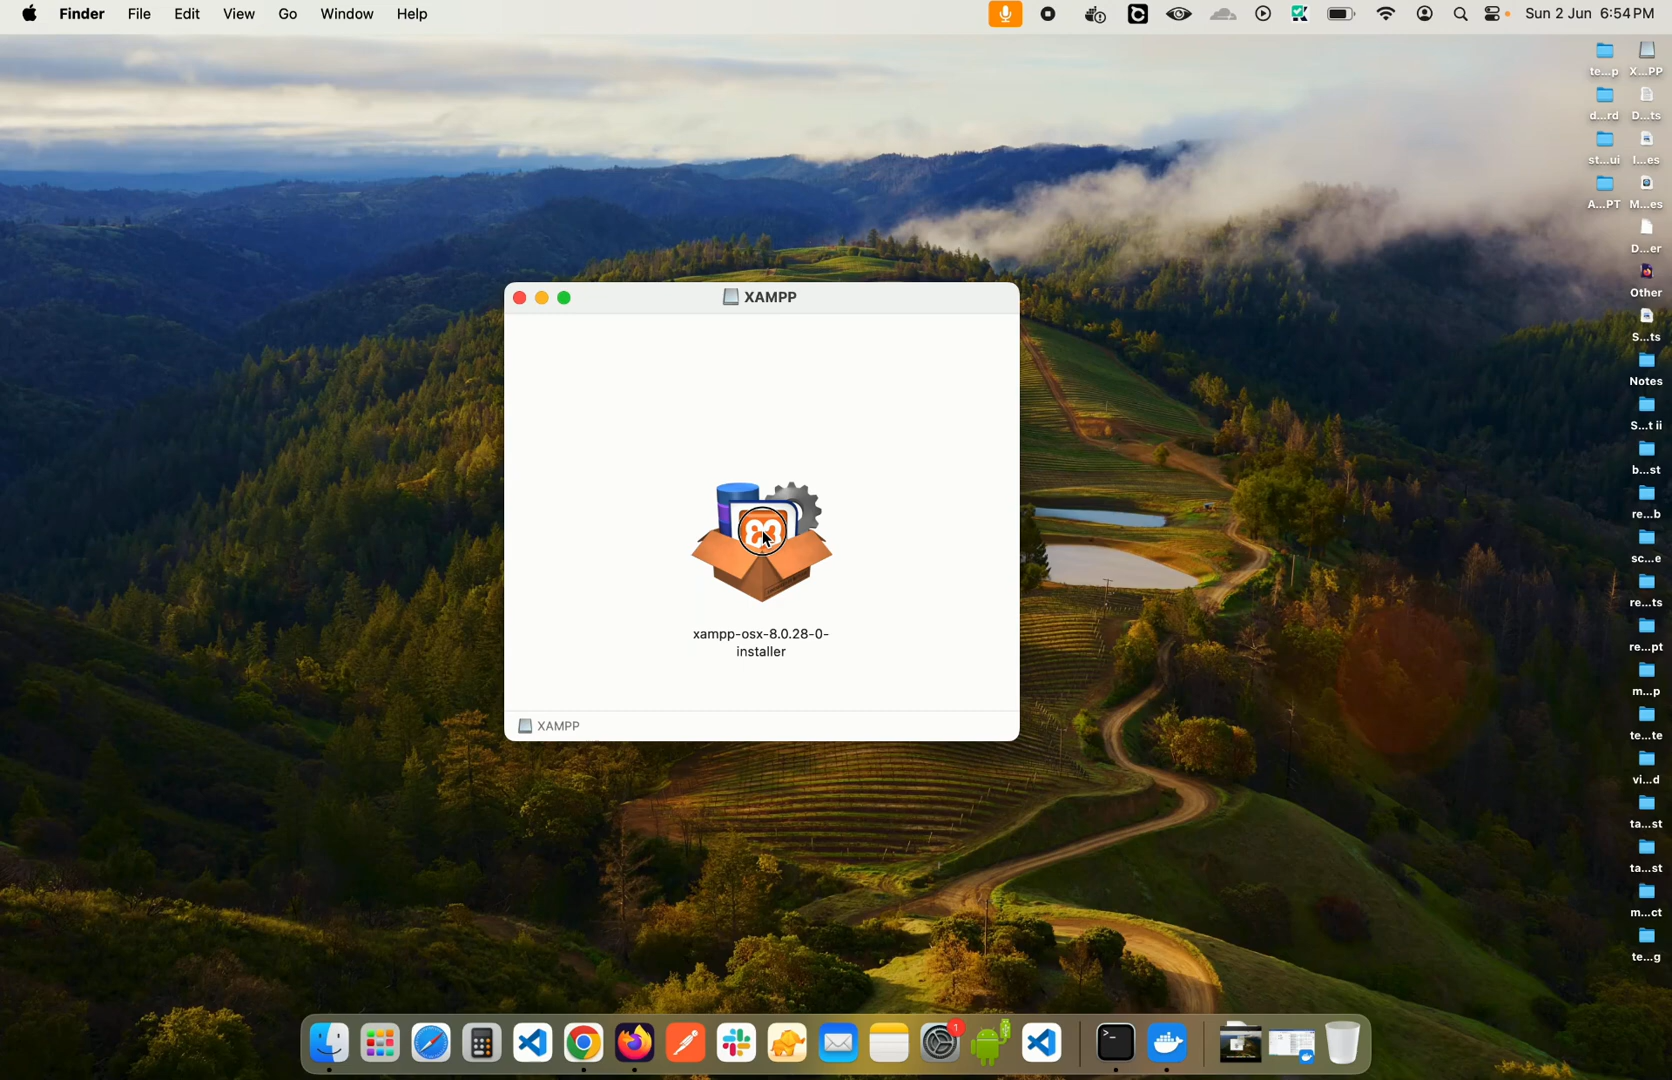 Finder File Edit View Go Window Help
Sun 2 Jun 6:54 PM
te...p X...PP
d...rd D...ts
st...ui I...es
A...PT M...es
D...er
Other
S...ts
Notes
S...t ii
b...st
re...b
sc...e
re...ts
re...pt
m...p
te...te
vi...d
ta...st
ta...st
m...ct
te...g
XAMPP
xampp-osx-8.0.28-0-
installer
XAMPP
1